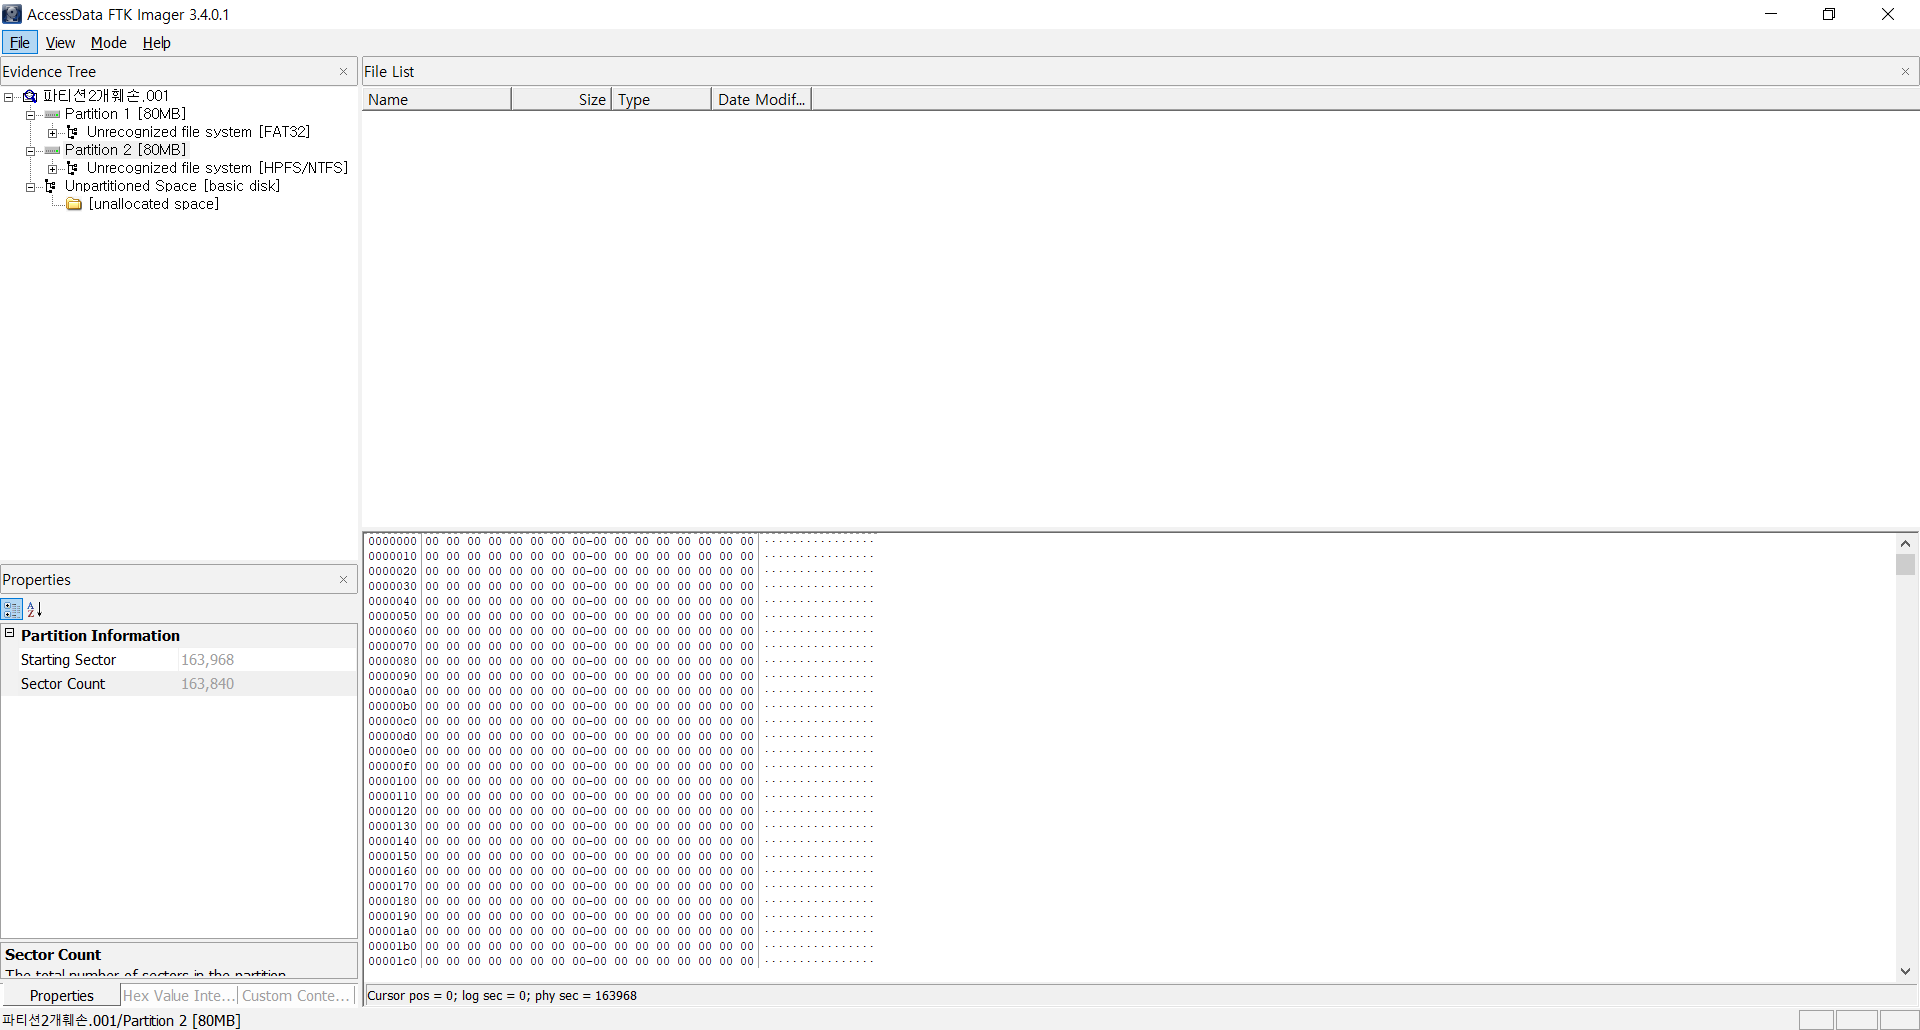 AccessData FTK Imager 3.4.0.1
File View Mode Help
Evidence Tree
파티션2개훼손.001
Partition 1 [80MB]
Unrecognized file system [FAT32]
Partition 2 [80MB]
Unrecognized file system [HPFS/NTFS]
Unpartitioned Space [basic disk]
[unallocated space]
File List
Name Size Type Date Modif...
Properties
Partition Information
Starting Sector 163,968
Sector Count 163,840
Sector Count
The total number of sectors in the partition
Properties Hex Value Inte... Custom Conte...
0000000 00 00 00 00 00 00 00 00-00 00 00 00 00 00 00 00 ················
0000010 00 00 00 00 00 00 00 00-00 00 00 00 00 00 00 00 ················
0000020 00 00 00 00 00 00 00 00-00 00 00 00 00 00 00 00 ················
0000030 00 00 00 00 00 00 00 00-00 00 00 00 00 00 00 00 ················
0000040 00 00 00 00 00 00 00 00-00 00 00 00 00 00 00 00 ················
0000050 00 00 00 00 00 00 00 00-00 00 00 00 00 00 00 00 ················
0000060 00 00 00 00 00 00 00 00-00 00 00 00 00 00 00 00 ················
0000070 00 00 00 00 00 00 00 00-00 00 00 00 00 00 00 00 ················
0000080 00 00 00 00 00 00 00 00-00 00 00 00 00 00 00 00 ················
0000090 00 00 00 00 00 00 00 00-00 00 00 00 00 00 00 00 ················
00000a0 00 00 00 00 00 00 00 00-00 00 00 00 00 00 00 00 ················
00000b0 00 00 00 00 00 00 00 00-00 00 00 00 00 00 00 00 ················
00000c0 00 00 00 00 00 00 00 00-00 00 00 00 00 00 00 00 ················
00000d0 00 00 00 00 00 00 00 00-00 00 00 00 00 00 00 00 ················
00000e0 00 00 00 00 00 00 00 00-00 00 00 00 00 00 00 00 ················
00000f0 00 00 00 00 00 00 00 00-00 00 00 00 00 00 00 00 ················
0000100 00 00 00 00 00 00 00 00-00 00 00 00 00 00 00 00 ················
0000110 00 00 00 00 00 00 00 00-00 00 00 00 00 00 00 00 ················
0000120 00 00 00 00 00 00 00 00-00 00 00 00 00 00 00 00 ················
0000130 00 00 00 00 00 00 00 00-00 00 00 00 00 00 00 00 ················
0000140 00 00 00 00 00 00 00 00-00 00 00 00 00 00 00 00 ················
0000150 00 00 00 00 00 00 00 00-00 00 00 00 00 00 00 00 ················
0000160 00 00 00 00 00 00 00 00-00 00 00 00 00 00 00 00 ················
0000170 00 00 00 00 00 00 00 00-00 00 00 00 00 00 00 00 ················
0000180 00 00 00 00 00 00 00 00-00 00 00 00 00 00 00 00 ················
0000190 00 00 00 00 00 00 00 00-00 00 00 00 00 00 00 00 ················
00001a0 00 00 00 00 00 00 00 00-00 00 00 00 00 00 00 00 ················
00001b0 00 00 00 00 00 00 00 00-00 00 00 00 00 00 00 00 ················
00001c0 00 00 00 00 00 00 00 00-00 00 00 00 00 00 00 00 ················
Cursor pos = 0; log sec = 0; phy sec = 163968
파티션2개훼손.001/Partition 2 [80MB]